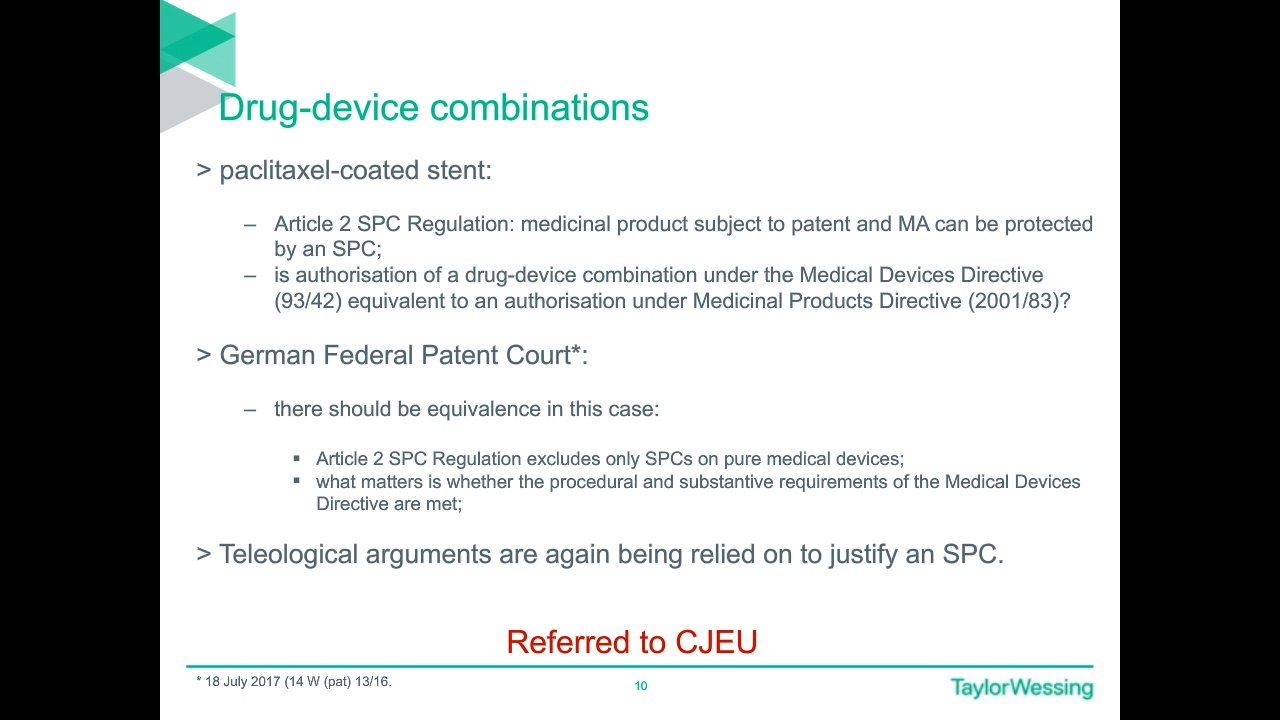 Drug-device combinations
> paclitaxel-coated stent:
– Article 2 SPC Regulation: medicinal product subject to patent and MA can be protected
by an SPC;
– is authorisation of a drug-device combination under the Medical Devices Directive
(93/42) equivalent to an authorisation under Medicinal Products Directive (2001/83)?
> German Federal Patent Court*:
– there should be equivalence in this case:
▪ Article 2 SPC Regulation excludes only SPCs on pure medical devices;
▪ what matters is whether the procedural and substantive requirements of the Medical Devices
Directive are met;
> Teleological arguments are again being relied on to justify an SPC.
Referred to CJEU
* 18 July 2017 (14 W (pat) 13/16.
10
TaylorWessing